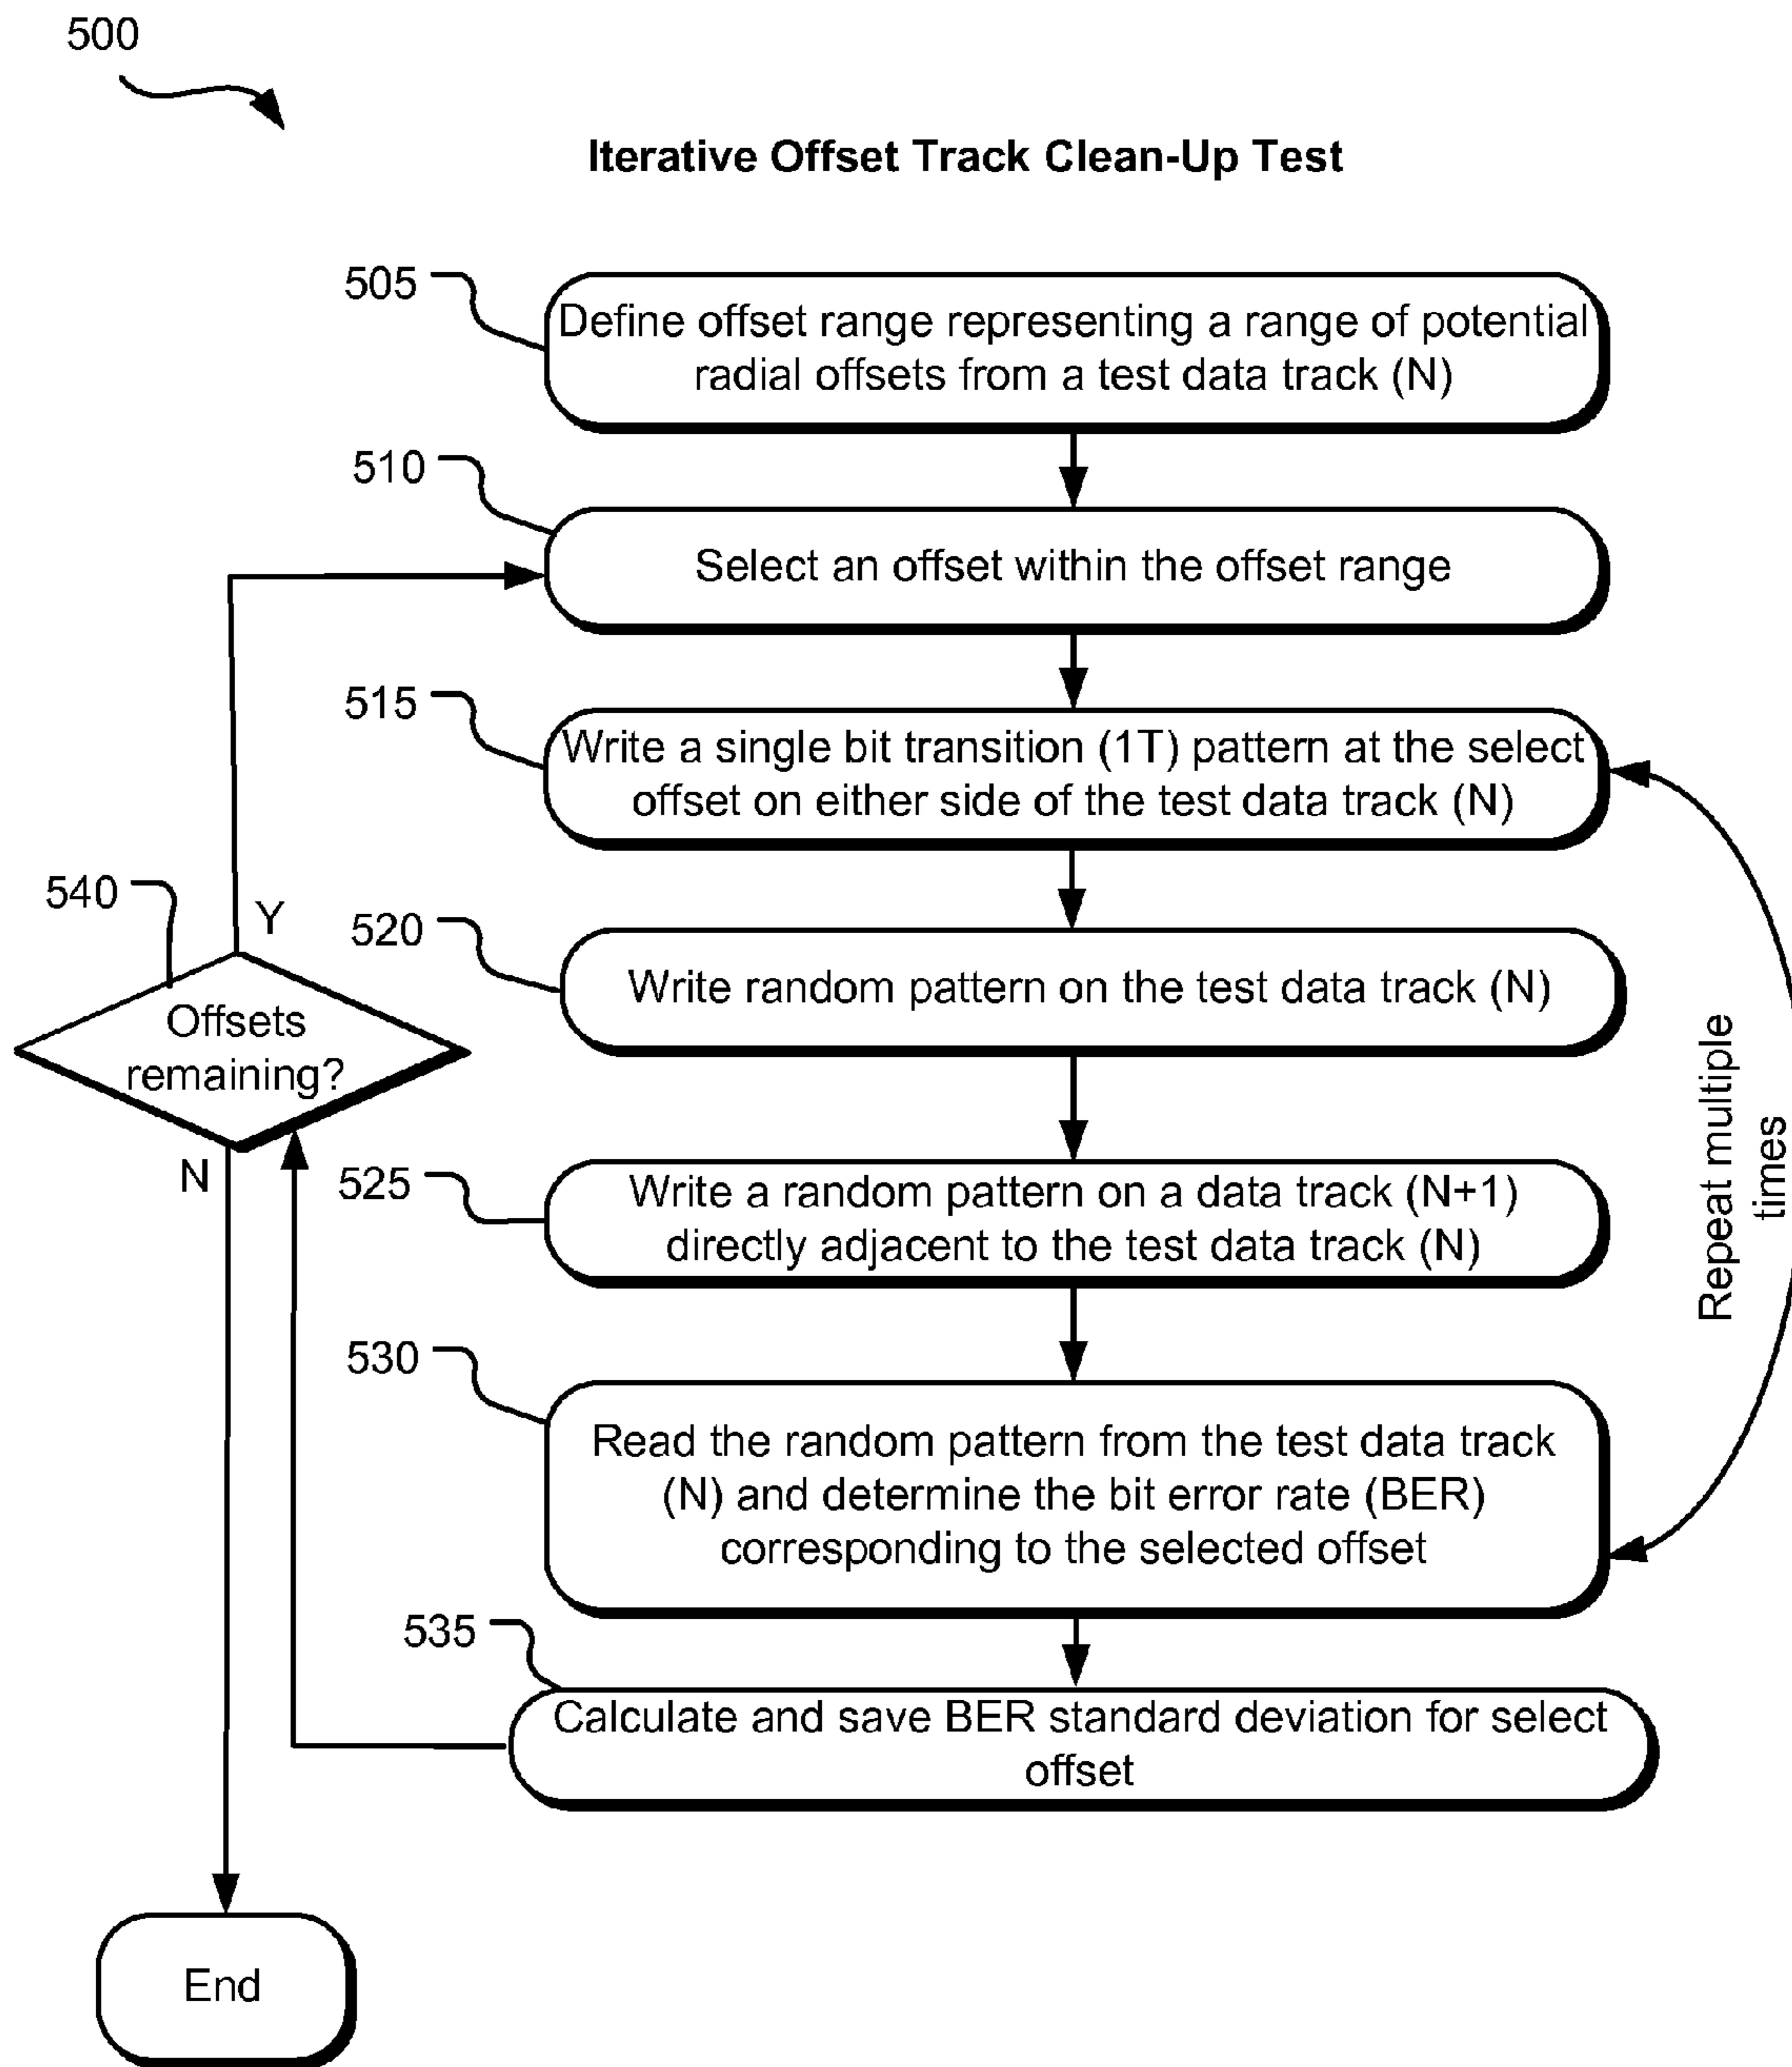 500
Iterative Offset Track Clean-Up Test
505
Define offset range representing a range of potential
radial offsets from a test data track (N)
510
Select an offset within the offset range
515
Write a single bit transition (1T) pattern at the select
offset on either side of the test data track (N)
540
Y
520
Write random pattern on the test data track (N)
Offsets
remaining?
N
525
Write a random pattern on a data track (N+1)
directly adjacent to the test data track (N)
Repeat multiple
times
530
Read the random pattern from the test data track
(N) and determine the bit error rate (BER)
corresponding to the selected offset
535
Calculate and save BER standard deviation for select
offset
End